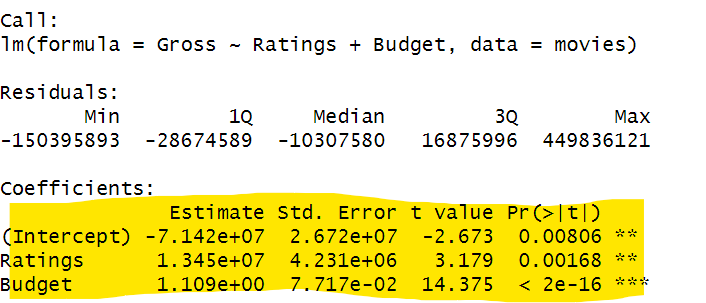 Call:
lm(formula = Gross ~ Ratings + Budget, data = movies)
Residuals:
Min 1Q Median 3Q Max
-150395893 -28674589 -10307580 16875996 449836121
Coefficients:
Estimate Std. Error t value Pr(>|t|)
(Intercept) -7.142e+07 2.672e+07 -2.673 0.00806 **
Ratings 1.345e+07 4.231e+06 3.179 0.00168 **
Budget 1.109e+00 7.717e-02 14.375 < 2e-16 ***